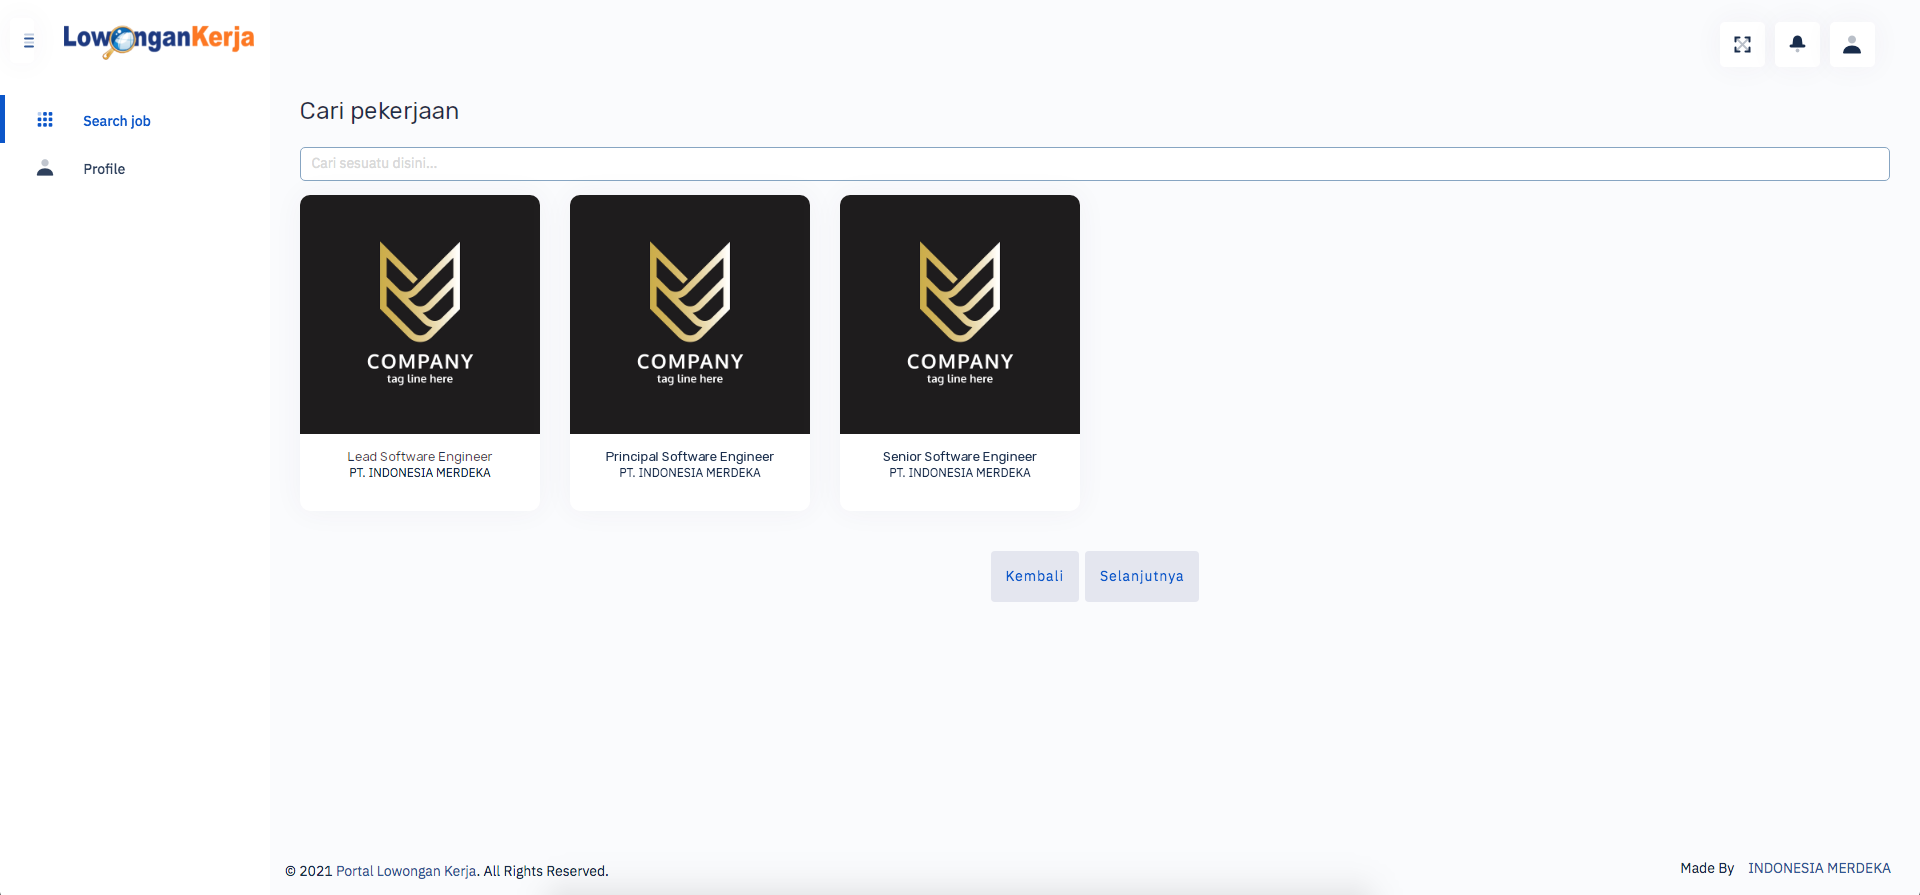 LowonganKerja
Search job
Profile
Cari pekerjaan
Cari sesuatu disini...
COMPANY
tag line here
Lead Software Engineer
PT. INDONESIA MERDEKA
COMPANY
tag line here
Principal Software Engineer
PT. INDONESIA MERDEKA
COMPANY
tag line here
Senior Software Engineer
PT. INDONESIA MERDEKA
Kembali
Selanjutnya
© 2021 Portal Lowongan Kerja. All Rights Reserved.
Made By INDONESIA MERDEKA